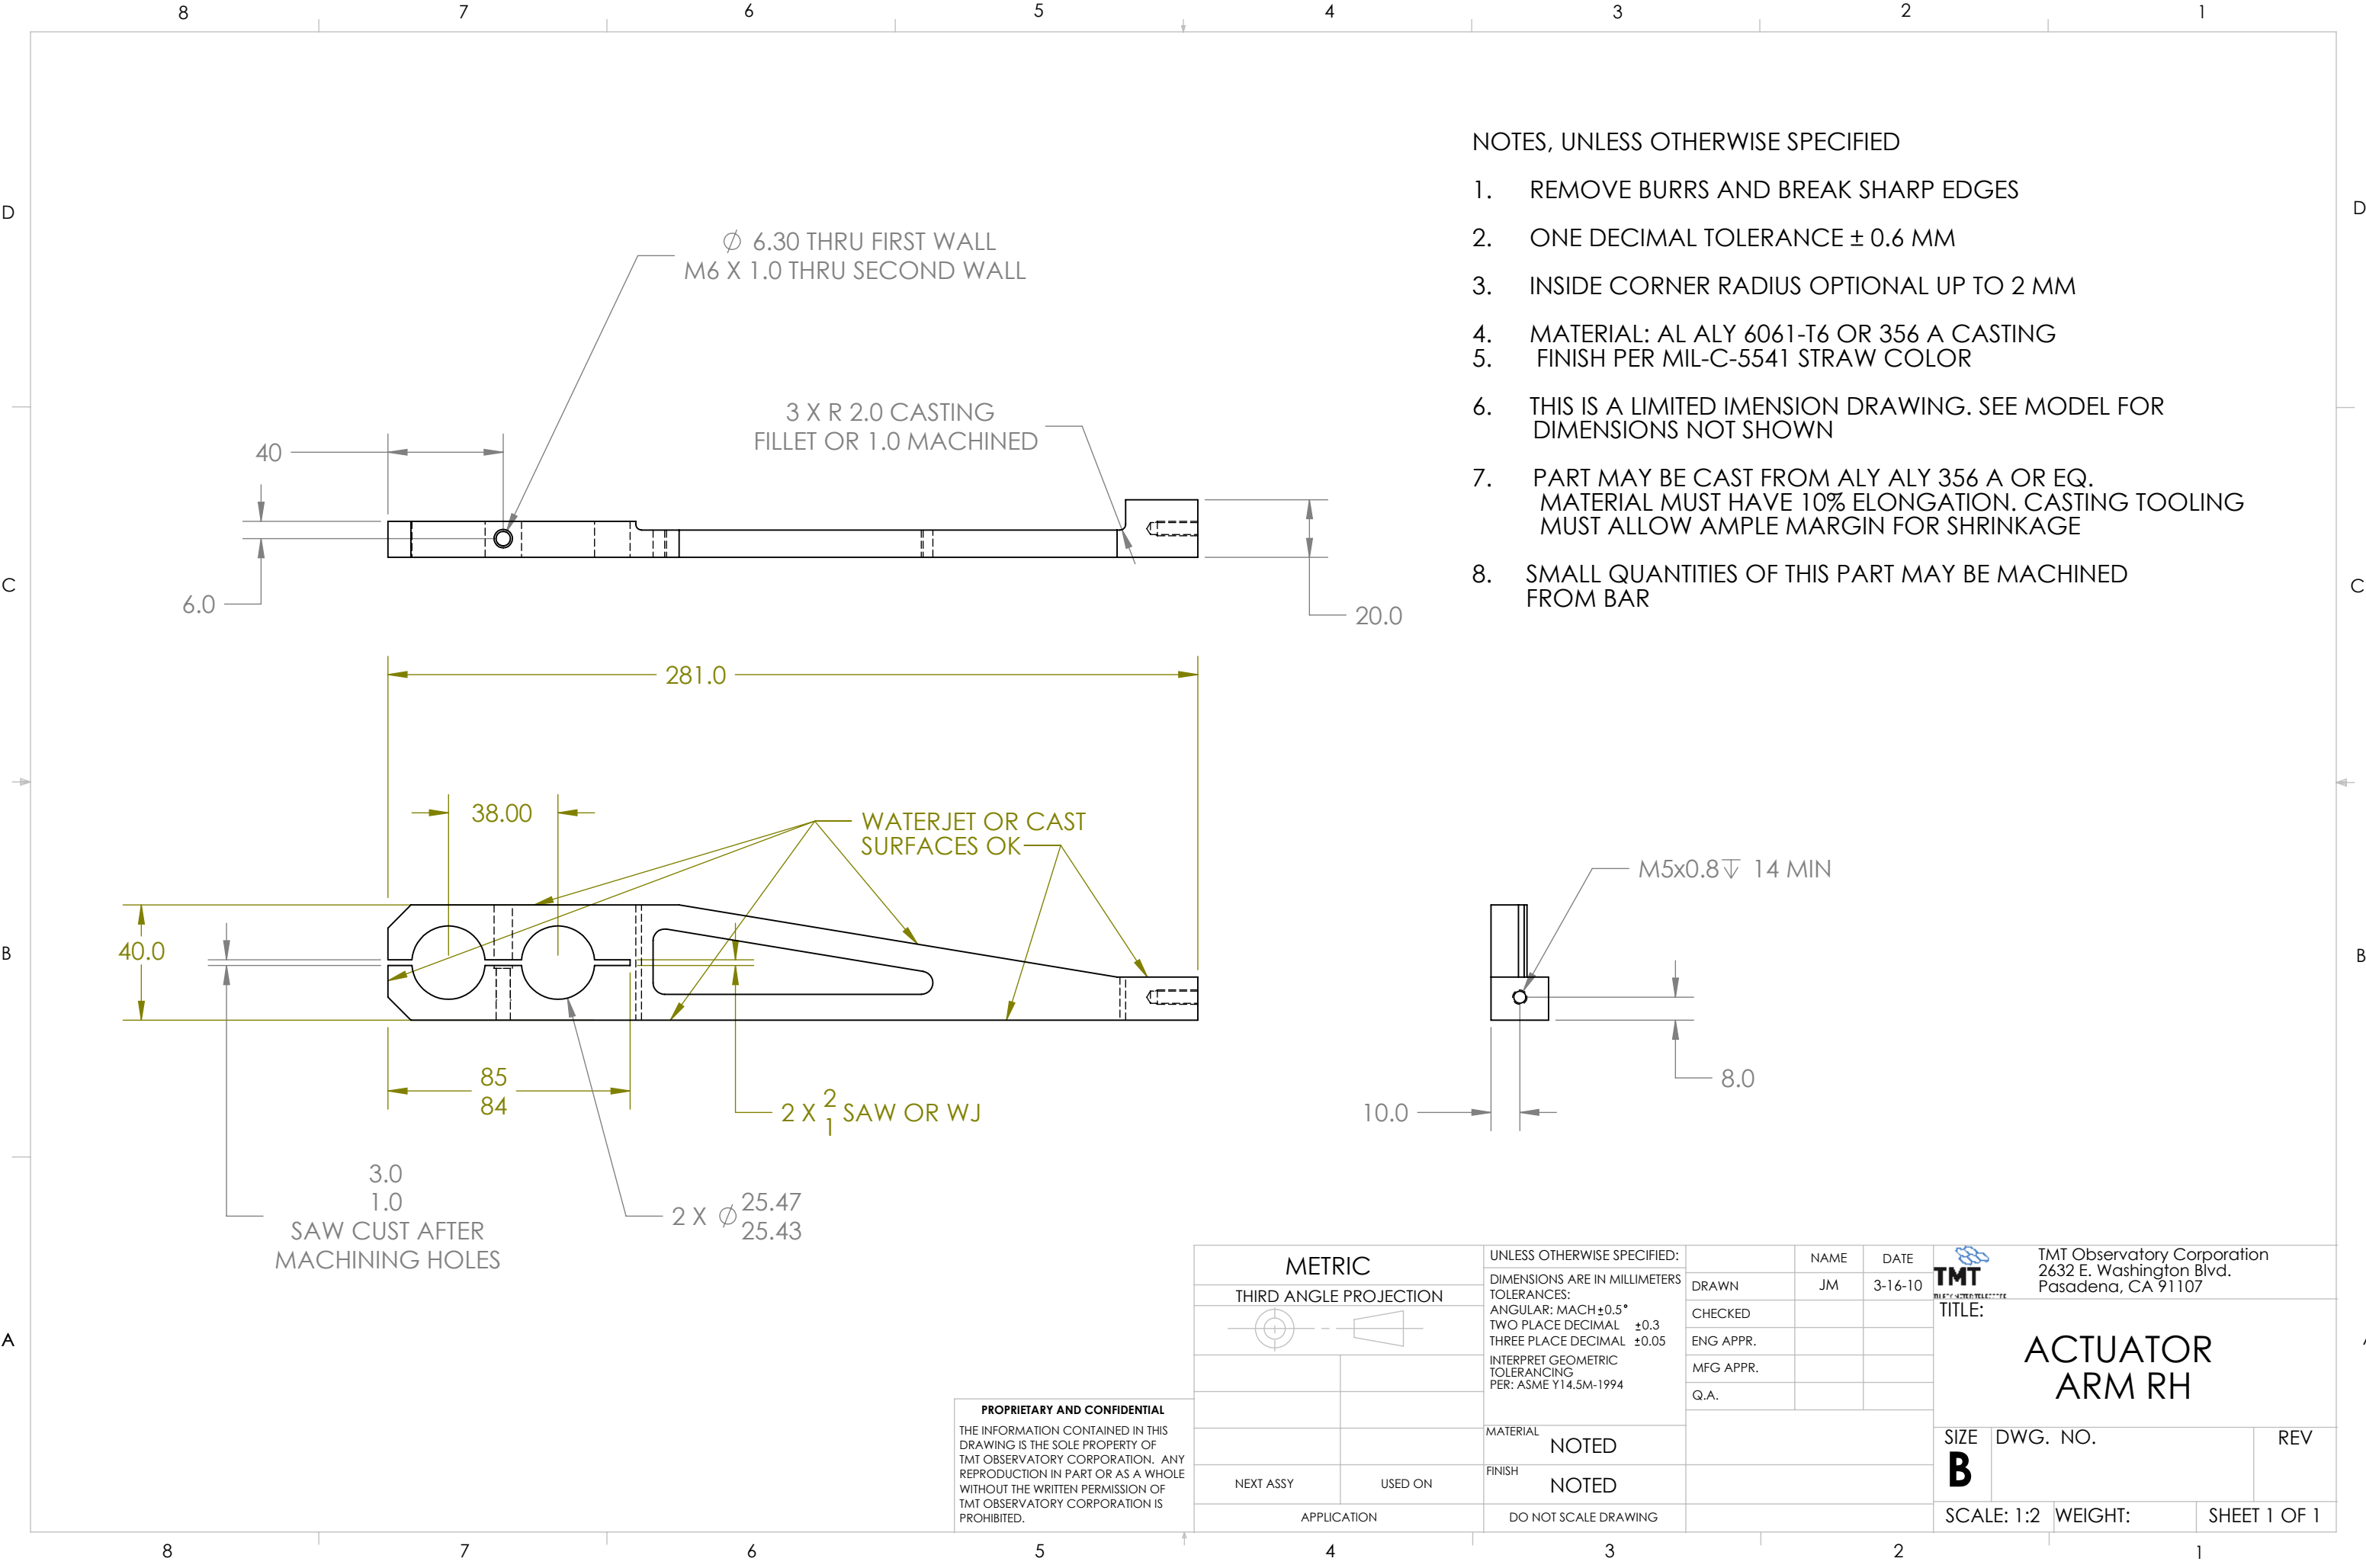 8 7 6 5 4 3 2 1
D D
C C
B B
A
NOTES, UNLESS OTHERWISE SPECIFIED
1. REMOVE BURRS AND BREAK SHARP EDGES
2. ONE DECIMAL TOLERANCE ± 0.6 MM
3. INSIDE CORNER RADIUS OPTIONAL UP TO 2 MM
4. MATERIAL: AL ALY 6061-T6 OR 356 A CASTING
5. FINISH PER MIL-C-5541 STRAW COLOR
6. THIS IS A LIMITED IMENSION DRAWING. SEE MODEL FOR
DIMENSIONS NOT SHOWN
7. PART MAY BE CAST FROM ALY ALY 356 A OR EQ.
MATERIAL MUST HAVE 10% ELONGATION. CASTING TOOLING
MUST ALLOW AMPLE MARGIN FOR SHRINKAGE
8. SMALL QUANTITIES OF THIS PART MAY BE MACHINED
FROM BAR
∅ 6.30 THRU FIRST WALL
M6 X 1.0 THRU SECOND WALL
3 X R 2.0 CASTING
FILLET OR 1.0 MACHINED
40
6.0
20.0
281.0
38.00
WATERJET OR CAST
SURFACES OK
40.0
85
84
2 X 2
1 SAW OR WJ
3.0
1.0
SAW CUST AFTER
MACHINING HOLES
2 X ∅ 25.47
25.43
M5x0.8↧ 14 MIN
8.0
10.0
PROPRIETARY AND CONFIDENTIAL
THE INFORMATION CONTAINED IN THIS
DRAWING IS THE SOLE PROPERTY OF
TMT OBSERVATORY CORPORATION. ANY
REPRODUCTION IN PART OR AS A WHOLE
WITHOUT THE WRITTEN PERMISSION OF
TMT OBSERVATORY CORPORATION IS
PROHIBITED.
METRIC
THIRD ANGLE PROJECTION
NEXT ASSY USED ON
APPLICATION
UNLESS OTHERWISE SPECIFIED:
DIMENSIONS ARE IN MILLIMETERS
TOLERANCES:
ANGULAR: MACH±0.5°
TWO PLACE DECIMAL ±0.3
THREE PLACE DECIMAL ±0.05
INTERPRET GEOMETRIC
TOLERANCING
PER: ASME Y14.5M-1994
MATERIAL
NOTED
FINISH
NOTED
DO NOT SCALE DRAWING
NAME DATE
DRAWN JM 3-16-10
CHECKED
ENG APPR.
MFG APPR.
Q.A.
TMT
TMT Observatory Corporation
2632 E. Washington Blvd.
Pasadena, CA 91107
TITLE:
ACTUATOR
ARM RH
SIZE DWG. NO. REV
B
SCALE: 1:2 WEIGHT: SHEET 1 OF 1
8 7 6 5 4 3 2 1